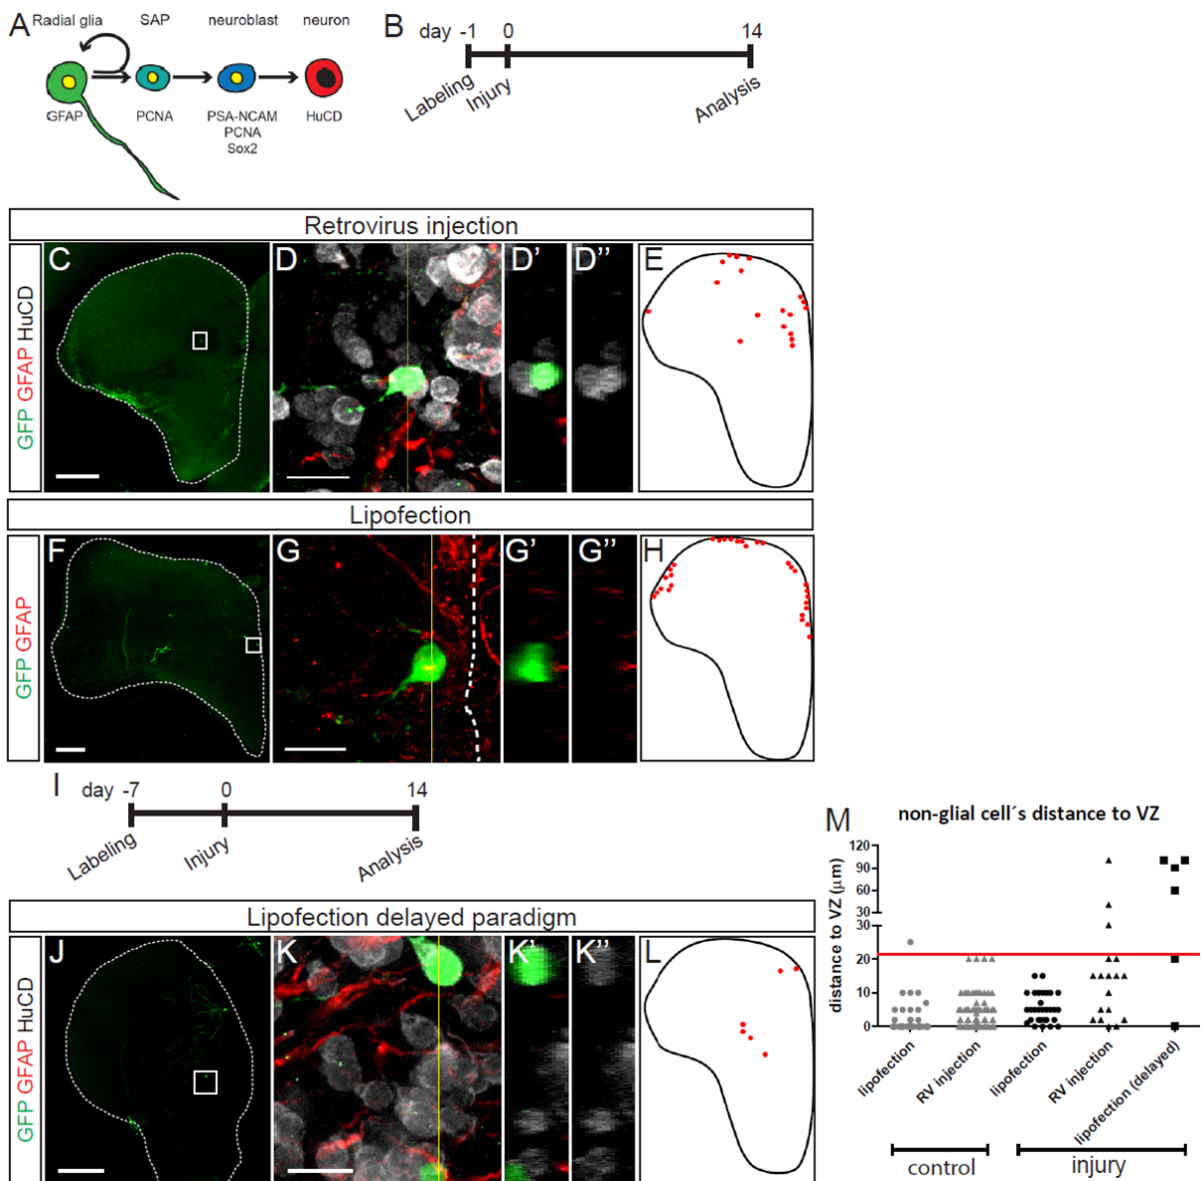 A
Radial glia SAP neuroblast neuron
GFAP PCNA PSA-NCAM HuCD
PCNA
Sox2
B
day -1 0 14
Labeling Injury Analysis
Retrovirus injection
GFP GFAP HuCD
C D D' D'' E
Lipofection
GFP GFAP
F G G' G'' H
I
day -7 0 14
Labeling Injury Analysis
Lipofection delayed paradigm
GFP GFAP HuCD
J K K' K'' L
M
non-glial cell´s distance to VZ
distance to VZ (μm)
120
90
60
30
30
20
10
0
lipofection RV injection lipofection RV injection lipofection (delayed)
control injury